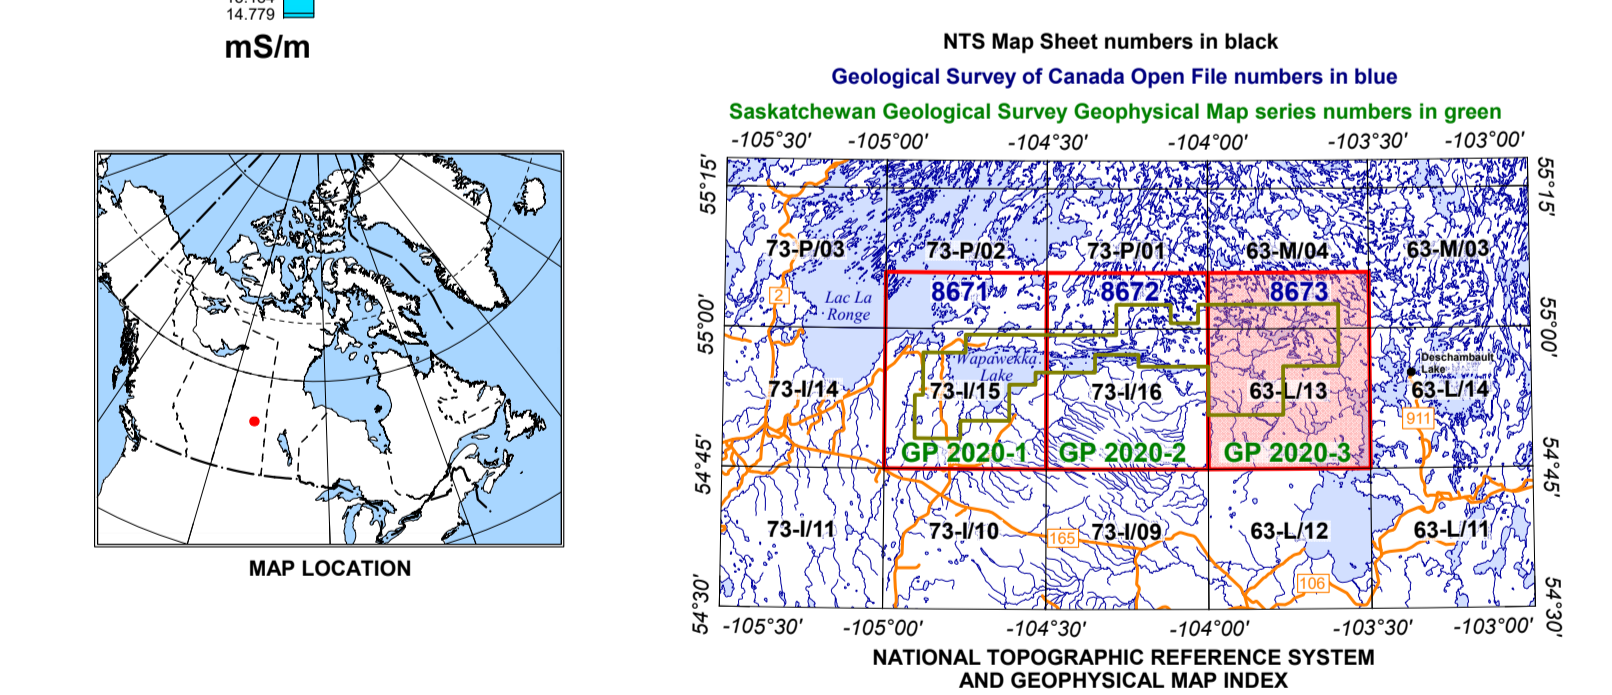 14.779
mS/m
MAP LOCATION
NTS Map Sheet numbers in black
Geological Survey of Canada Open File numbers in blue
Saskatchewan Geological Survey Geophysical Map series numbers in green
-105°30' -105°00' -104°30' -104°00' -103°30' -103°00'
55°15' 55°15'
73-P/03 73-P/02 73-P/01 63-M/04 63-M/03
2 8671 8672 8673
Lac La
Ronge
55°00' 55°00'
Wapawekka
Lake
Deschambault
Lake
73-I/14 73-I/15 73-I/16 63-L/13 63-L/14
911
GP 2020-1 GP 2020-2 GP 2020-3
54°45' 54°45'
73-I/11 73-I/10 165 73-I/09 63-L/12 63-L/11
106
54°30' 54°30'
-105°30' -105°00' -104°30' -104°00' -103°30' -103°00'
NATIONAL TOPOGRAPHIC REFERENCE SYSTEM
AND GEOPHYSICAL MAP INDEX